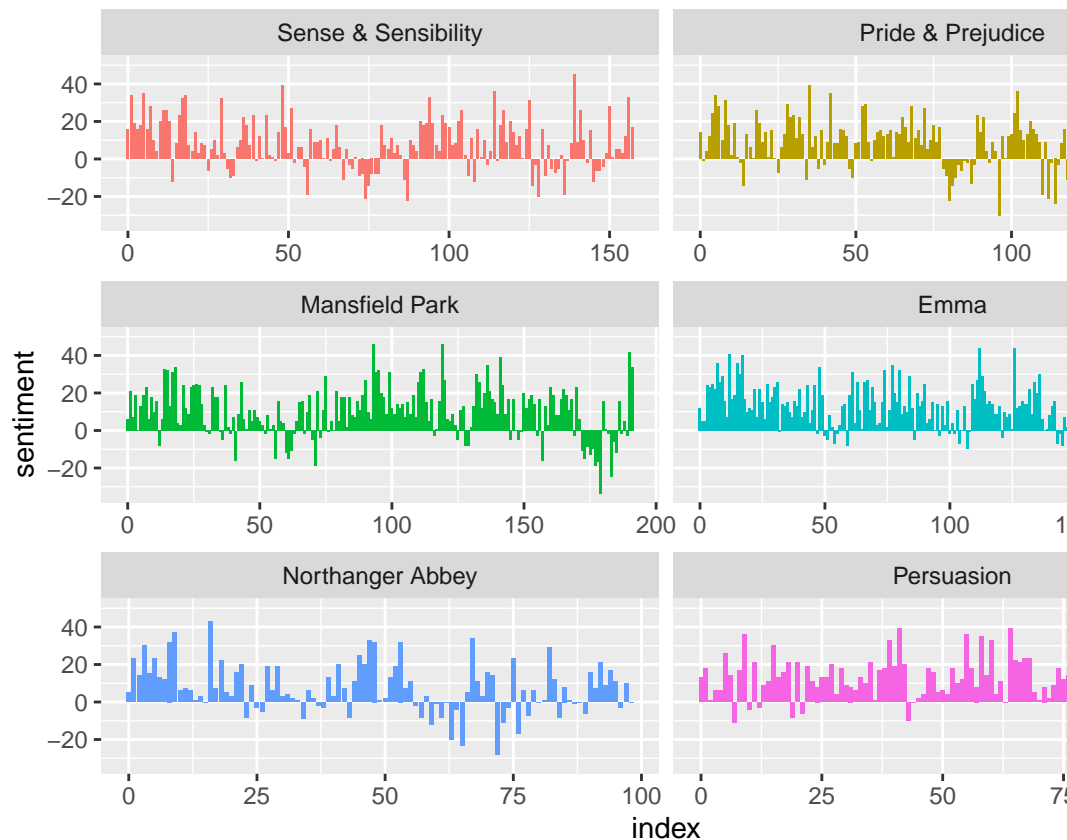 Sense & Sensibility
Pride & Prejudice
40
20
0
−20
0 50 100 150
0 50 100
Mansfield Park
Emma
40
20
0
−20
0 50 100 150 200
0 50 100
Northanger Abbey
Persuasion
40
20
0
−20
0 25 50 75 100
0 25 50 75
sentiment
index